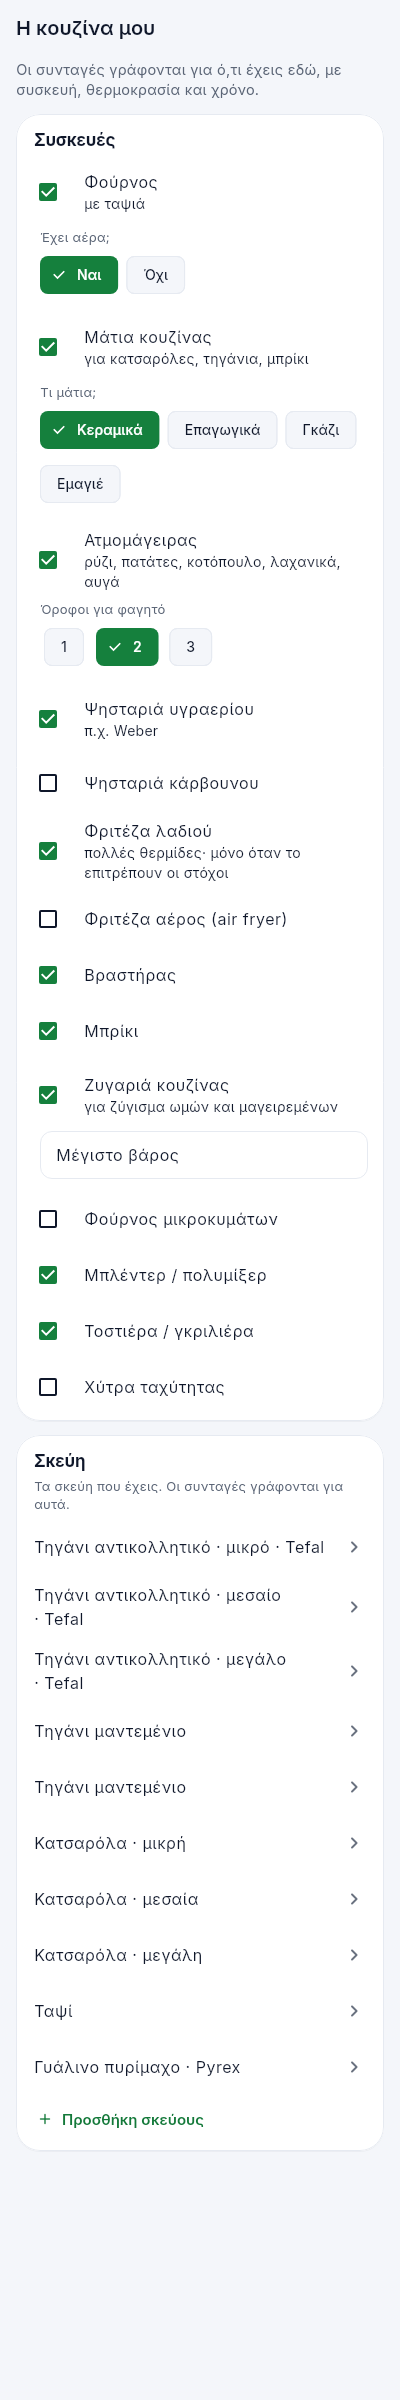 Η κουζίνα μου
Οι συνταγές γράφονται για ό,τι έχεις εδώ, με
συσκευή, θερμοκρασία και χρόνο.
Συσκευές
Φούρνος
με ταψιά
Έχει αέρα;
Ναι Όχι
Μάτια κουζίνας
για κατσαρόλες, τηγάνια, μπρίκι
Τι μάτια;
Κεραμικά Επαγωγικά Γκάζι
Εμαγιέ
Ατμομάγειρας
ρύζι, πατάτες, κοτόπουλο, λαχανικά,
αυγά
Όροφοι για φαγητό
1 2 3
Ψησταριά υγραερίου
π.χ. Weber
Ψησταριά κάρβουνου
Φριτέζα λαδιού
πολλές θερμίδες· μόνο όταν το
επιτρέπουν οι στόχοι
Φριτέζα αέρος (air fryer)
Βραστήρας
Μπρίκι
Ζυγαριά κουζίνας
για ζύγισμα ωμών και μαγειρεμένων
Μέγιστο βάρος
Φούρνος μικροκυμάτων
Μπλέντερ / πολυμίξερ
Τοστιέρα / γκριλιέρα
Χύτρα ταχύτητας
Σκεύη
Τα σκεύη που έχεις. Οι συνταγές γράφονται για
αυτά.
Τηγάνι αντικολλητικό · μικρό · Tefal
Τηγάνι αντικολλητικό · μεσαίο
· Tefal
Τηγάνι αντικολλητικό · μεγάλο
· Tefal
Τηγάνι μαντεμένιο
Τηγάνι μαντεμένιο
Κατσαρόλα · μικρή
Κατσαρόλα · μεσαία
Κατσαρόλα · μεγάλη
Ταψί
Γυάλινο πυρίμαχο · Pyrex
+ Προσθήκη σκεύους